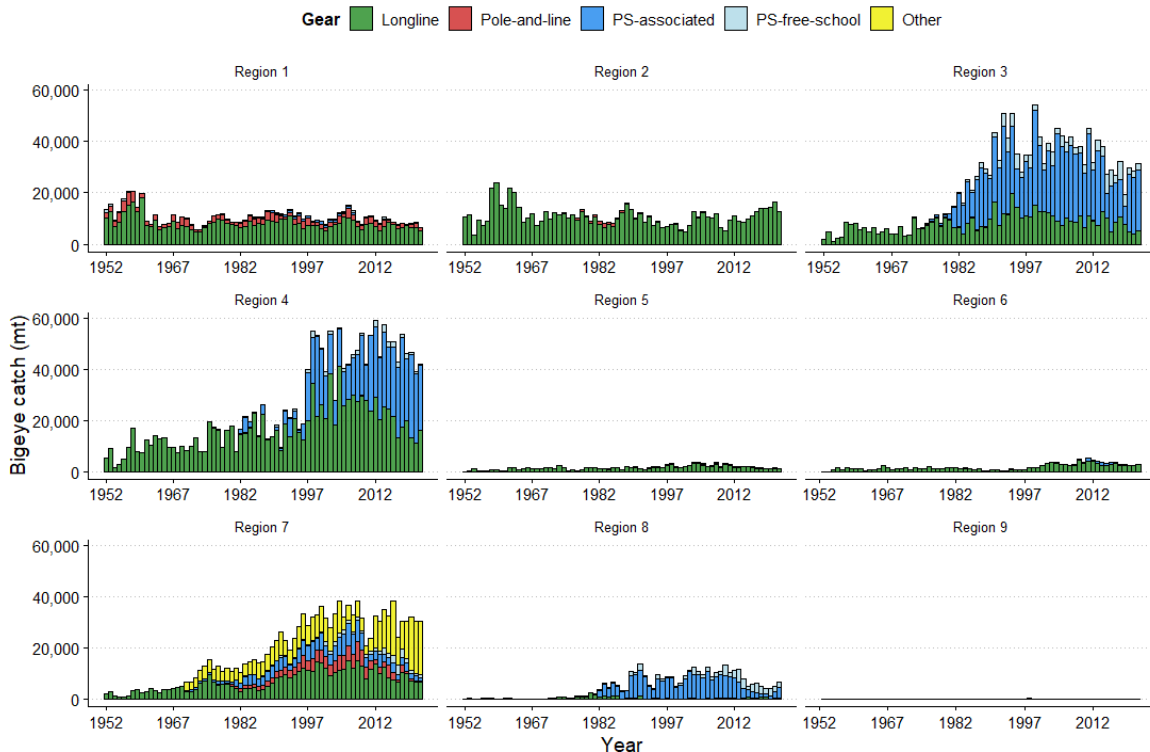 Gear Longline Pole-and-line PS-associated PS-free-school Other
Region 1 Region 2 Region 3
60,000
40,000
20,000
0
1952 1967 1982 1997 2012 1952 1967 1982 1997 2012 1952 1967 1982 1997 2012
Region 4 Region 5 Region 6
Bigeye catch (mt)
60,000
40,000
20,000
0
1952 1967 1982 1997 2012 1952 1967 1982 1997 2012 1952 1967 1982 1997 2012
Region 7 Region 8 Region 9
60,000
40,000
20,000
0
1952 1967 1982 1997 2012 1952 1967 1982 1997 2012 1952 1967 1982 1997 2012
Year